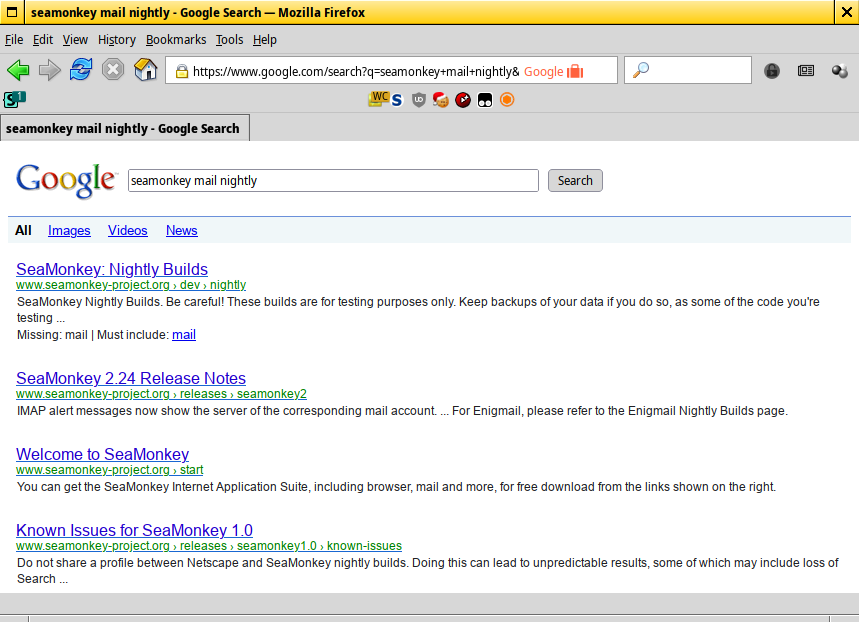 seamonkey mail nightly - Google Search — Mozilla Firefox
File Edit View History Bookmarks Tools Help
https://www.google.com/search?q=seamonkey+mail+nightly& Google
S 1 WC S UD
seamonkey mail nightly - Google Search
Google seamonkey mail nightly Search
All Images Videos News
SeaMonkey: Nightly Builds
www.seamonkey-project.org › dev › nightly
SeaMonkey Nightly Builds. Be careful! These builds are for testing purposes only. Keep backups of your data if you do so, as some of the code you're
testing ...
Missing: mail | Must include: mail
SeaMonkey 2.24 Release Notes
www.seamonkey-project.org › releases › seamonkey2
IMAP alert messages now show the server of the corresponding mail account. ... For Enigmail, please refer to the Enigmail Nightly Builds page.
Welcome to SeaMonkey
www.seamonkey-project.org › start
You can get the SeaMonkey Internet Application Suite, including browser, mail and more, for free download from the links shown on the right.
Known Issues for SeaMonkey 1.0
www.seamonkey-project.org › releases › seamonkey1.0 › known-issues
Do not share a profile between Netscape and SeaMonkey nightly builds. Doing this can lead to unpredictable results, some of which may include loss of
Search ...